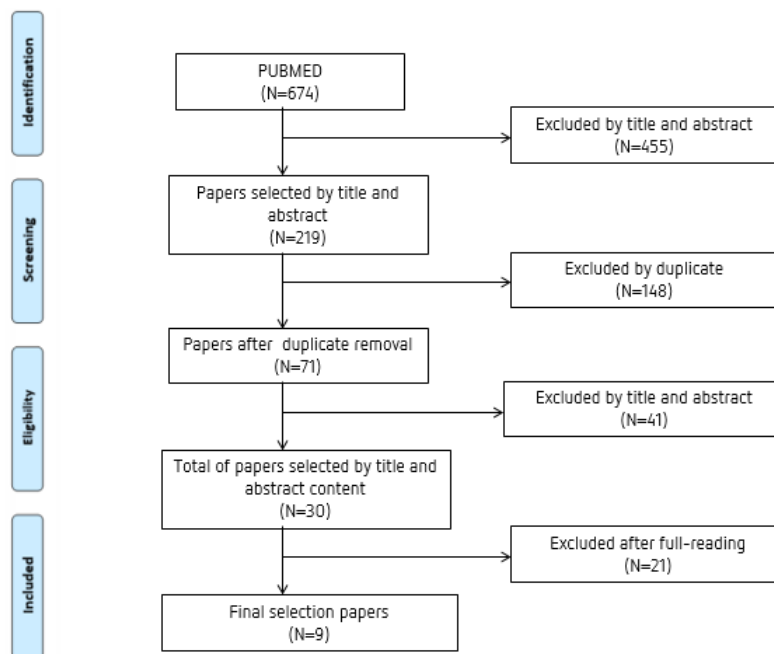 Identification
PUBMED
(N=674)
Excluded by title and abstract
(N=455)
Screening
Papers selected by title and
abstract
(N=219)
Excluded by duplicate
(N=148)
Eligibility
Papers after duplicate removal
(N=71)
Excluded by title and abstract
(N=41)
Total of papers selected by title and
abstract content
(N=30)
Included
Excluded after full-reading
(N=21)
Final selection papers
(N=9)